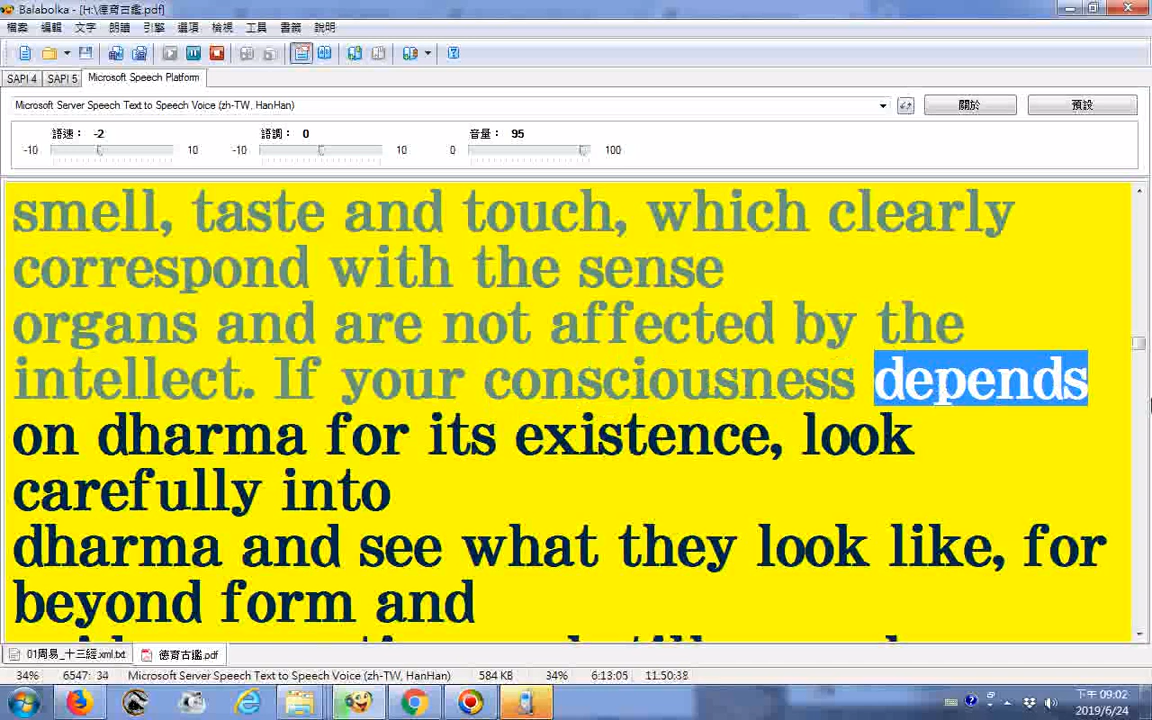 Balabolka - [H:\德育古鑑.pdf]
檔案 編輯 文字 朗讀 引擎 選項 檢視 工具 書籤 說明
SAPI 4 SAPI 5 Microsoft Speech Platform
Microsoft Server Speech Text to Speech Voice (zh-TW, HanHan) 關於 預設
語速： -2 語調： 0 音量： 95
-10 10 -10 10 0 100
smell, taste and touch, which clearly
correspond with the sense
organs and are not affected by the
intellect. If your consciousness depends
on dharma for its existence, look
carefully into
dharma and see what they look like, for
beyond form and
01周易_十三經.xml.txt 德育古鑑.pdf
34% 6547: 34 Microsoft Server Speech Text to Speech Voice (zh-TW, HanHan) 584 KB 34% 6:13:05 11:50:38
下午 09:02
2019/6/24